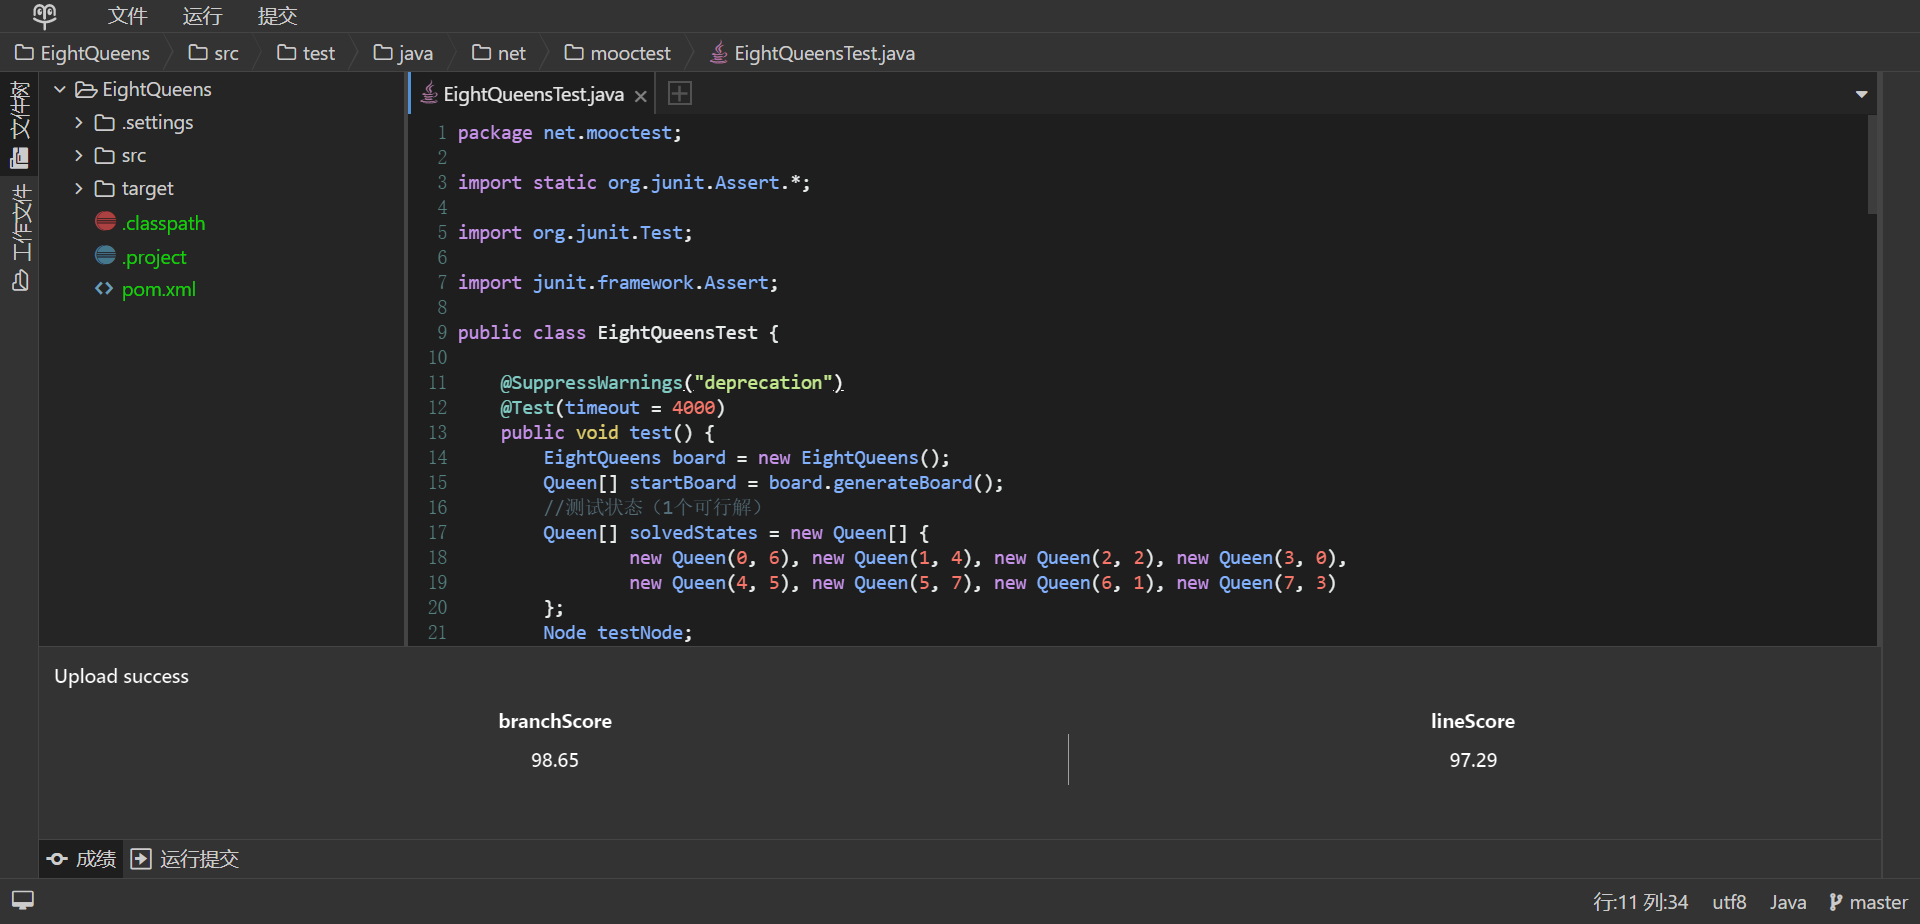 文件 运行 提交
EightQueens src test java net mooctest EightQueensTest.java
文件树
工作文件
EightQueens
.settings
src
target
.classpath
.project
pom.xml
EightQueensTest.java
1 package net.mooctest;
2
3 import static org.junit.Assert.*;
4
5 import org.junit.Test;
6
7 import junit.framework.Assert;
8
9 public class EightQueensTest {
10
11 @SuppressWarnings("deprecation")
12 @Test(timeout = 4000)
13 public void test() {
14 EightQueens board = new EightQueens();
15 Queen[] startBoard = board.generateBoard();
16 //测试状态（1个可行解）
17 Queen[] solvedStates = new Queen[] {
18 new Queen(0, 6), new Queen(1, 4), new Queen(2, 2), new Queen(3, 0),
19 new Queen(4, 5), new Queen(5, 7), new Queen(6, 1), new Queen(7, 3)
20 };
21 Node testNode;
Upload success
branchScore lineScore
98.65 97.29
成绩 运行提交
行:11 列:34 utf8 Java master